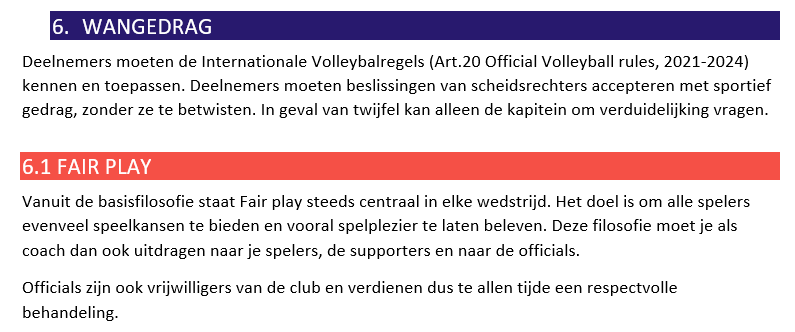 6. WANGEDRAG
Deelnemers moeten de Internationale Volleybalregels (Art.20 Official Volleyball rules, 2021-2024)
kennen en toepassen. Deelnemers moeten beslissingen van scheidsrechters accepteren met sportief
gedrag, zonder ze te betwisten. In geval van twijfel kan alleen de kapitein om verduidelijking vragen.
6.1 FAIR PLAY
Vanuit de basisfilosofie staat Fair play steeds centraal in elke wedstrijd. Het doel is om alle spelers
evenveel speelkansen te bieden en vooral spelplezier te laten beleven. Deze filosofie moet je als
coach dan ook uitdragen naar je spelers, de supporters en naar de officials.
Officials zijn ook vrijwilligers van de club en verdienen dus te allen tijde een respectvolle
behandeling.